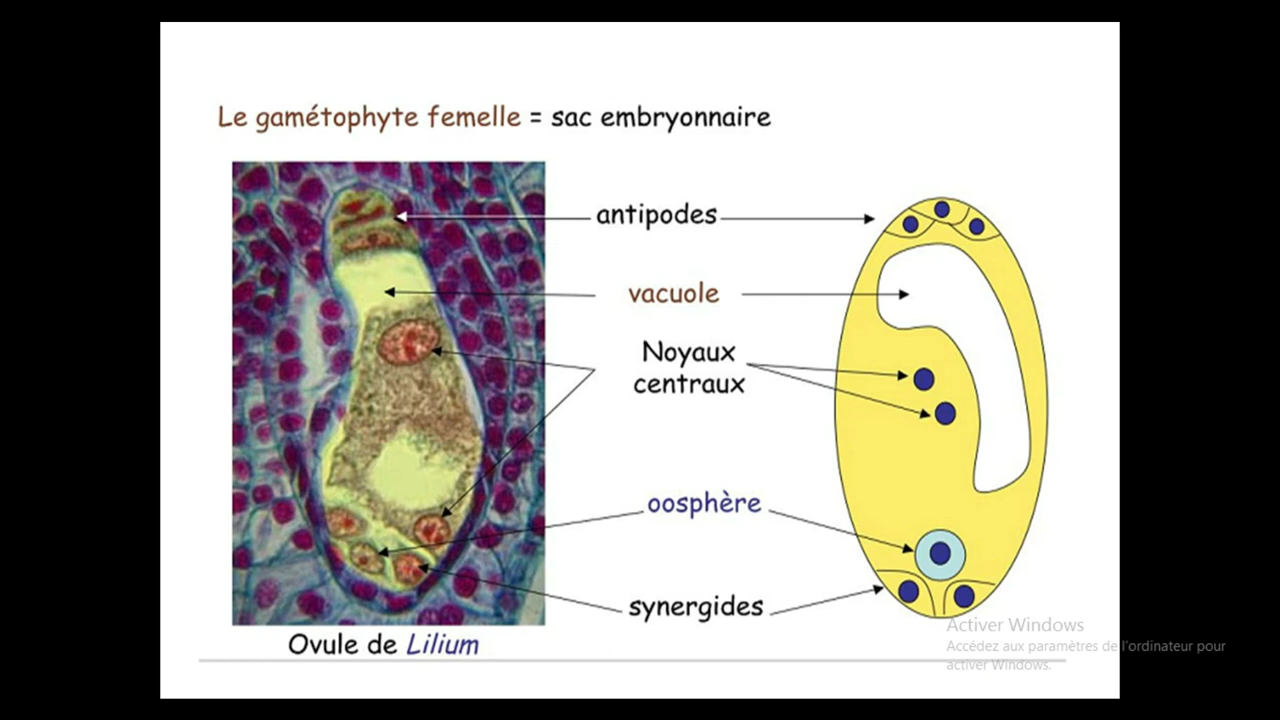 Le gamétophyte femelle = sac embryonnaire
antipodes
vacuole
Noyaux
centraux
oosphère
synergides
Ovule de Lilium
Activer Windows
Accédez aux paramètres de l'ordinateur pour
activer Windows.